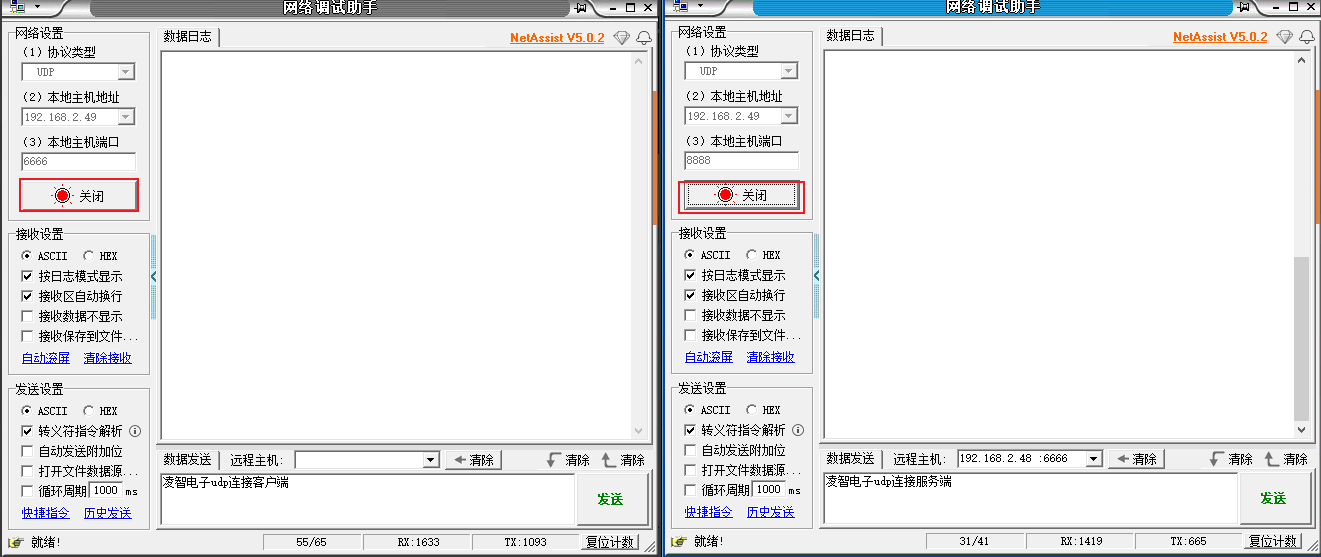 网络调试助手
网络设置
(1) 协议类型
UDP
(2) 本地主机地址
192.168.2.49
(3) 本地主机端口
6666
关闭
接收设置
ASCII HEX
按日志模式显示
接收区自动换行
接收数据不显示
接收保存到文件...
自动滚屏 清除接收
发送设置
ASCII HEX
转义符指令解析
自动发送附加位
打开文件数据源...
循环周期 1000 ms
快捷指令 历史发送
数据日志 NetAssist V5.0.2
数据发送 远程主机: 清除 清除 清除
凌智电子udp连接客户端
发送
就绪! 55/65 RX:1633 TX:1093 复位计数
网络调试助手
网络设置
(1) 协议类型
UDP
(2) 本地主机地址
192.168.2.49
(3) 本地主机端口
8888
关闭
接收设置
ASCII HEX
按日志模式显示
接收区自动换行
接收数据不显示
接收保存到文件...
自动滚屏 清除接收
发送设置
ASCII HEX
转义符指令解析
自动发送附加位
打开文件数据源...
循环周期 1000 ms
快捷指令 历史发送
数据日志 NetAssist V5.0.2
数据发送 远程主机: 192.168.2.48 :6666 清除 清除 清除
凌智电子udp连接服务端
发送
就绪! 31/41 RX:1419 TX:665 复位计数